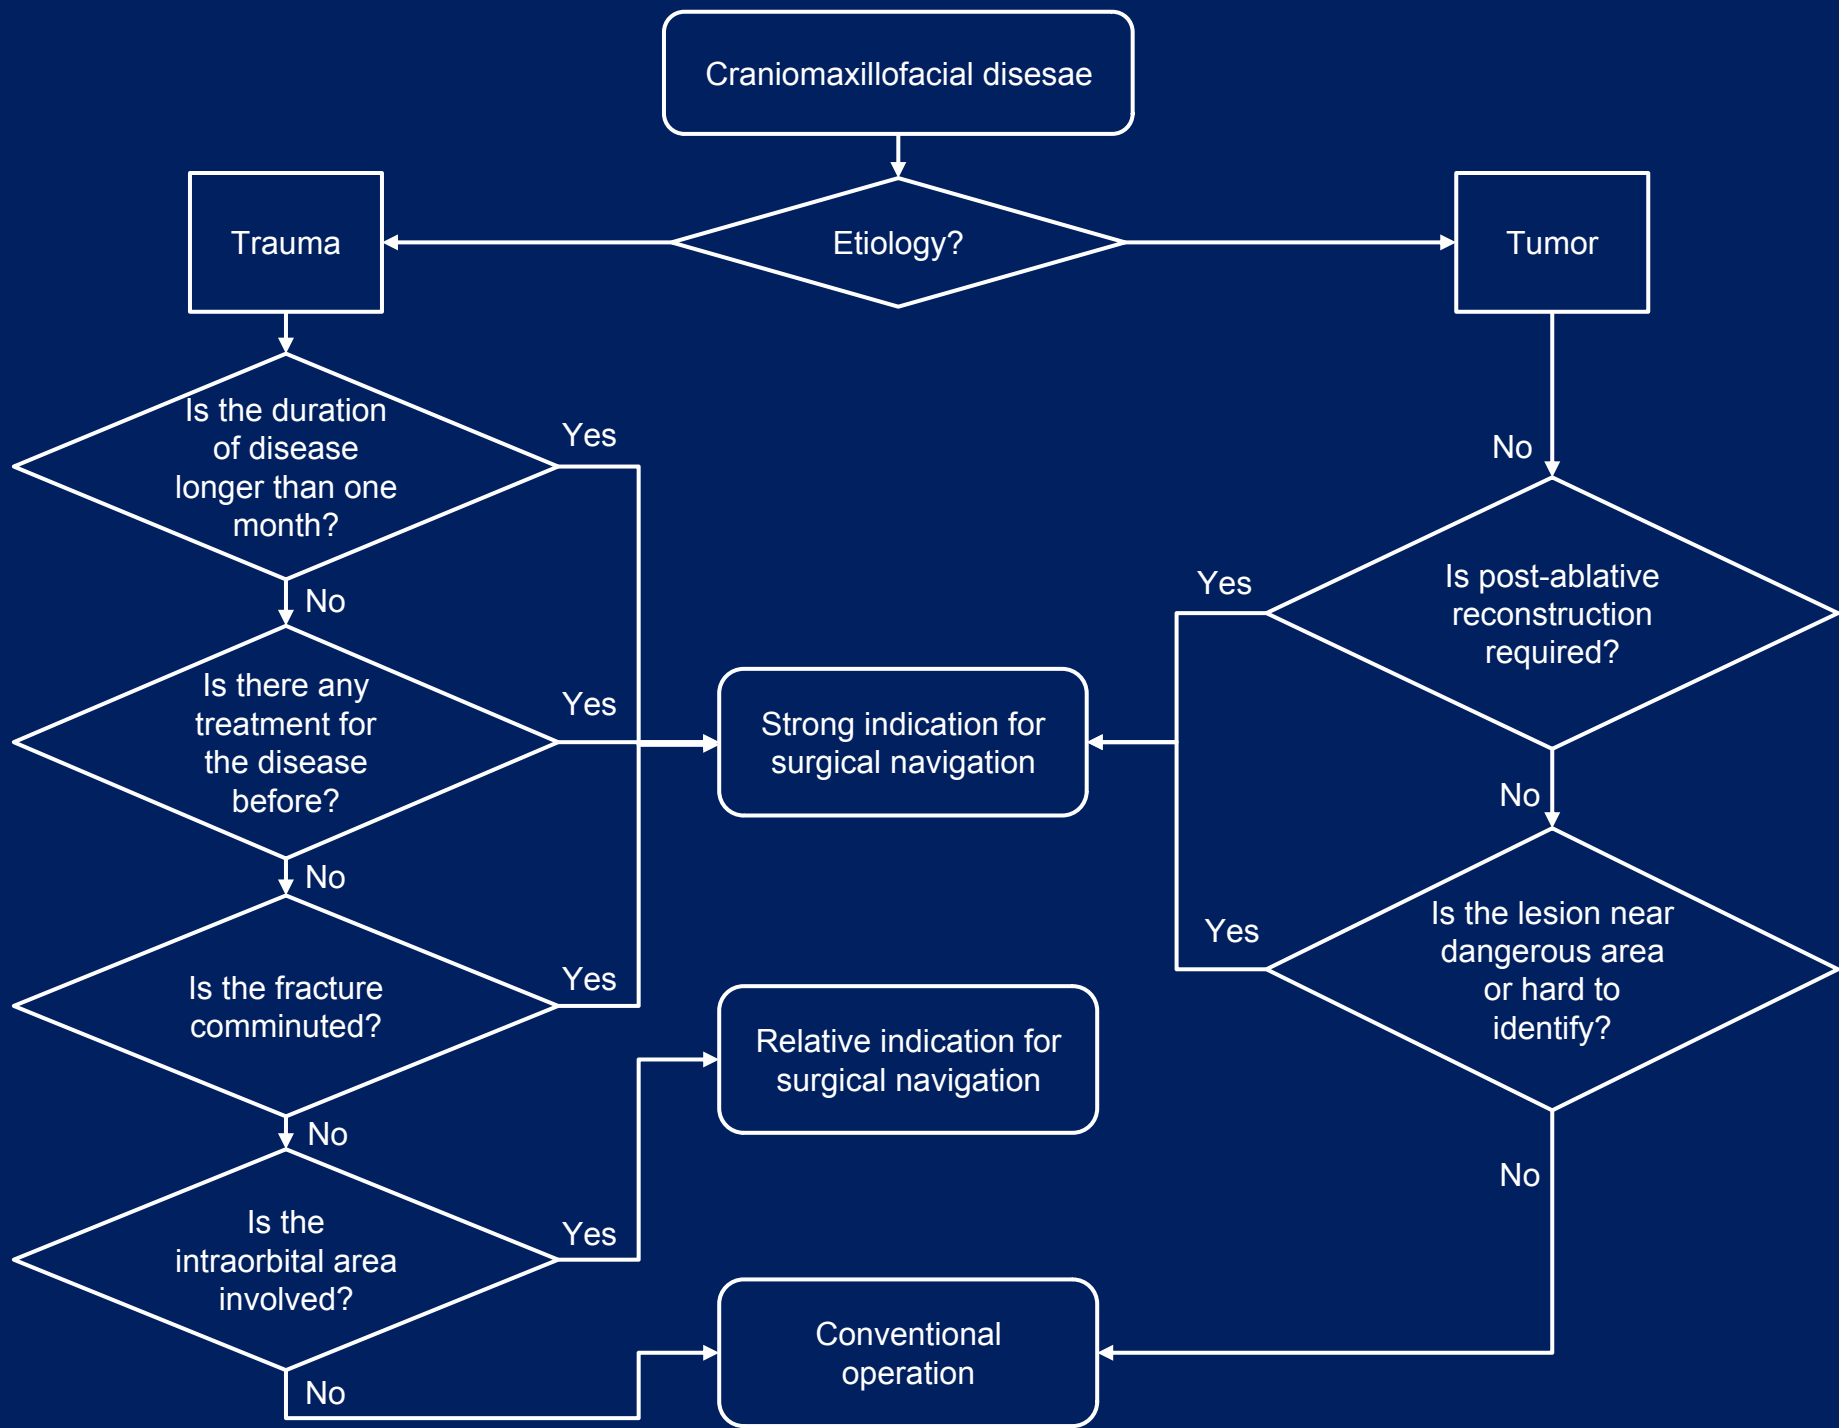 Craniomaxillofacial disesae
Etiology?
Trauma
Tumor
Is the duration
of disease
longer than one
month?
Yes
No
Is there any
treatment for
the disease
before?
Yes
No
Is the fracture
comminuted?
Yes
No
Is the
intraorbital area
involved?
Yes
No
Strong indication for
surgical navigation
Relative indication for
surgical navigation
Conventional
operation
No
Is post-ablative
reconstruction
required?
Yes
No
Is the lesion near
dangerous area
or hard to
identify?
Yes
No